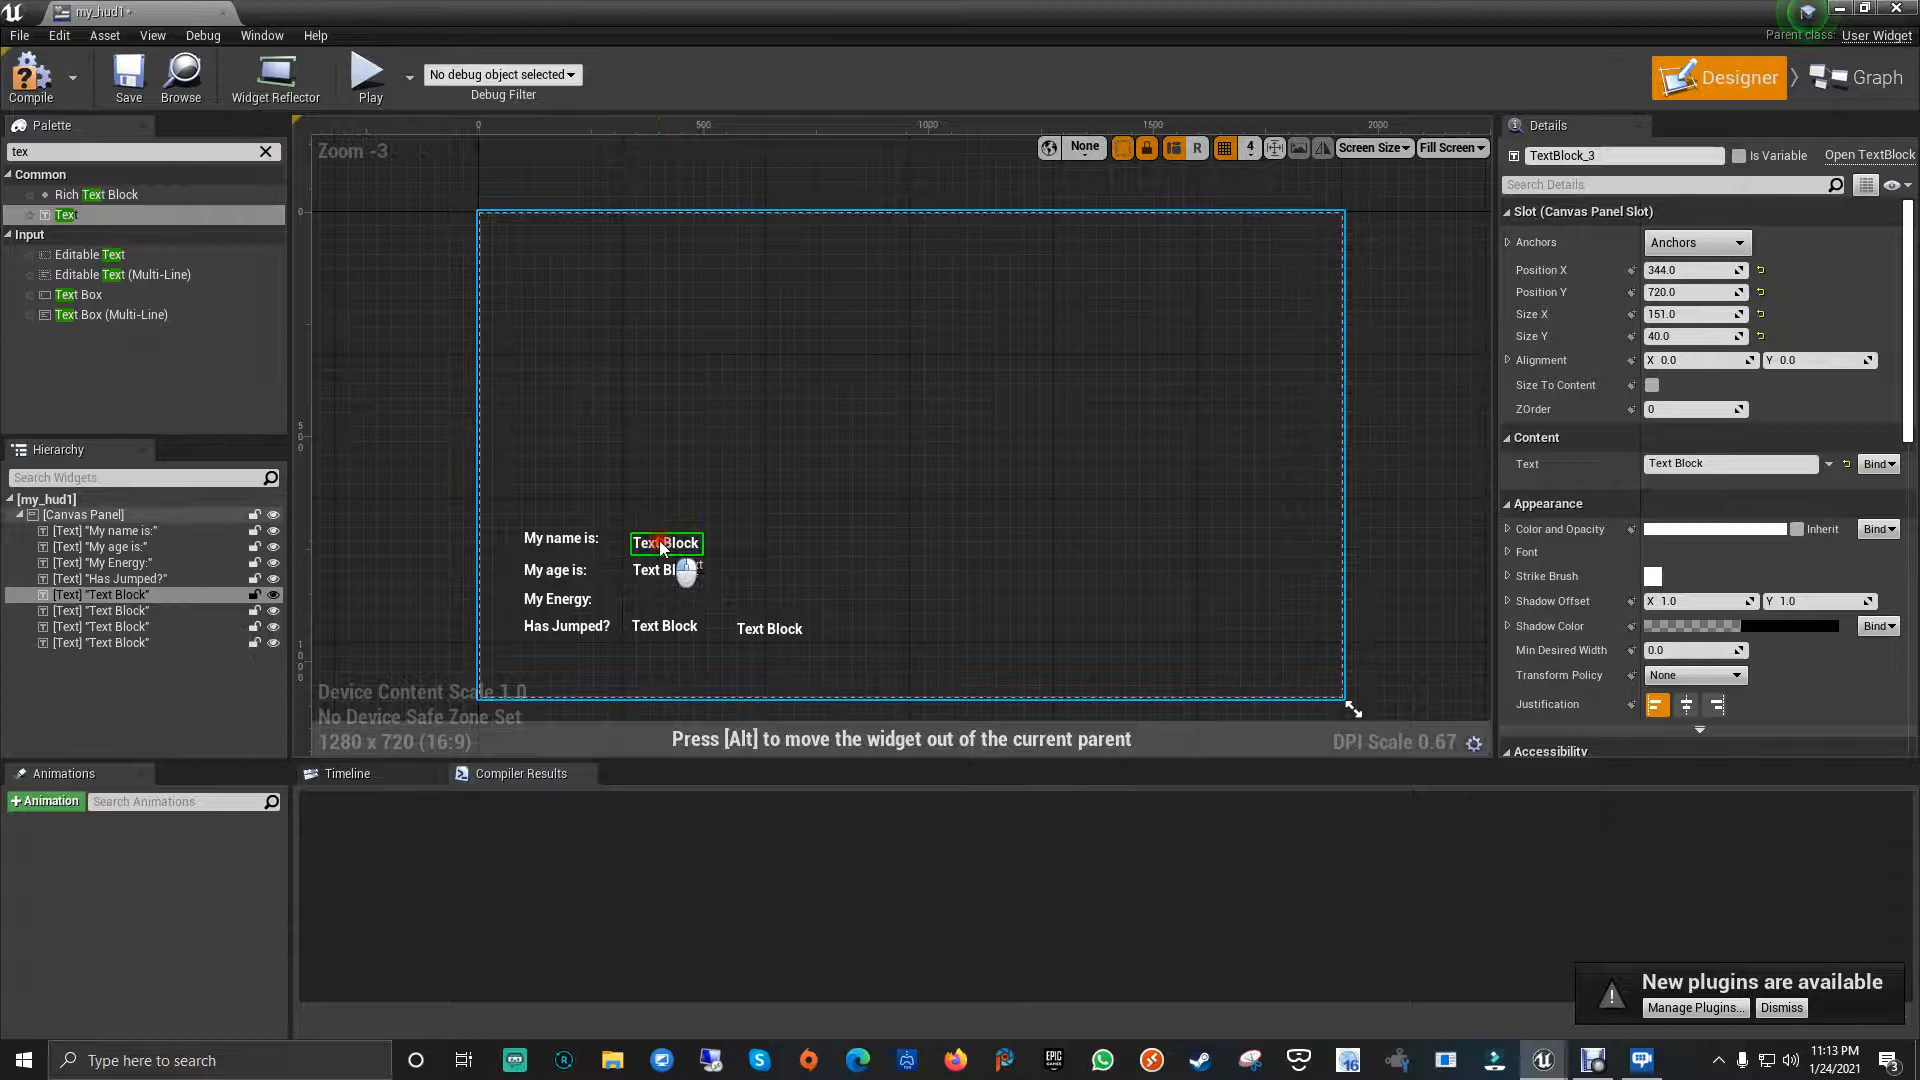 my_hud1*
File Edit Asset View Debug Window Help
Parent class: User Widget
Compile Save Browse Widget Reflector Play
No debug object selected
Debug Filter
Designer Graph
Palette
tex
Common
Rich Text Block
Text
Input
Editable Text
Editable Text (Multi-Line)
Text Box
Text Box (Multi-Line)
Hierarchy
Search Widgets
[my_hud1]
[Canvas Panel]
[Text] "My name is:"
[Text] "My age is:"
[Text] "My Energy:"
[Text] "Has Jumped?"
[Text] "Text Block"
[Text] "Text Block"
[Text] "Text Block"
[Text] "Text Block"
0 500 1000 1500 2000
Zoom -3
None R 4 Screen Size Fill Screen
0
500
1000
My name is: Text Block
My age is: Text Bl
My Energy:
Has Jumped? Text Block Text Block
Device Content Scale 1.0
No Device Safe Zone Set
1280 x 720 (16:9)
Press [Alt] to move the widget out of the current parent
DPI Scale 0.67
Details
TextBlock_3 Is Variable Open TextBlock
Search Details
Slot (Canvas Panel Slot)
Anchors Anchors
Position X 344.0
Position Y 720.0
Size X 151.0
Size Y 40.0
Alignment X 0.0 Y 0.0
Size To Content
ZOrder 0
Content
Text Text Block Bind
Appearance
Color and Opacity Inherit Bind
Font
Strike Brush
Shadow Offset X 1.0 Y 1.0
Shadow Color Bind
Min Desired Width 0.0
Transform Policy None
Justification
Accessibility
Animations
+Animation Search Animations
Timeline Compiler Results
New plugins are available
Manage Plugins... Dismiss
Type here to search
EPIC GAMES
16
11:13 PM
1/24/2021
3